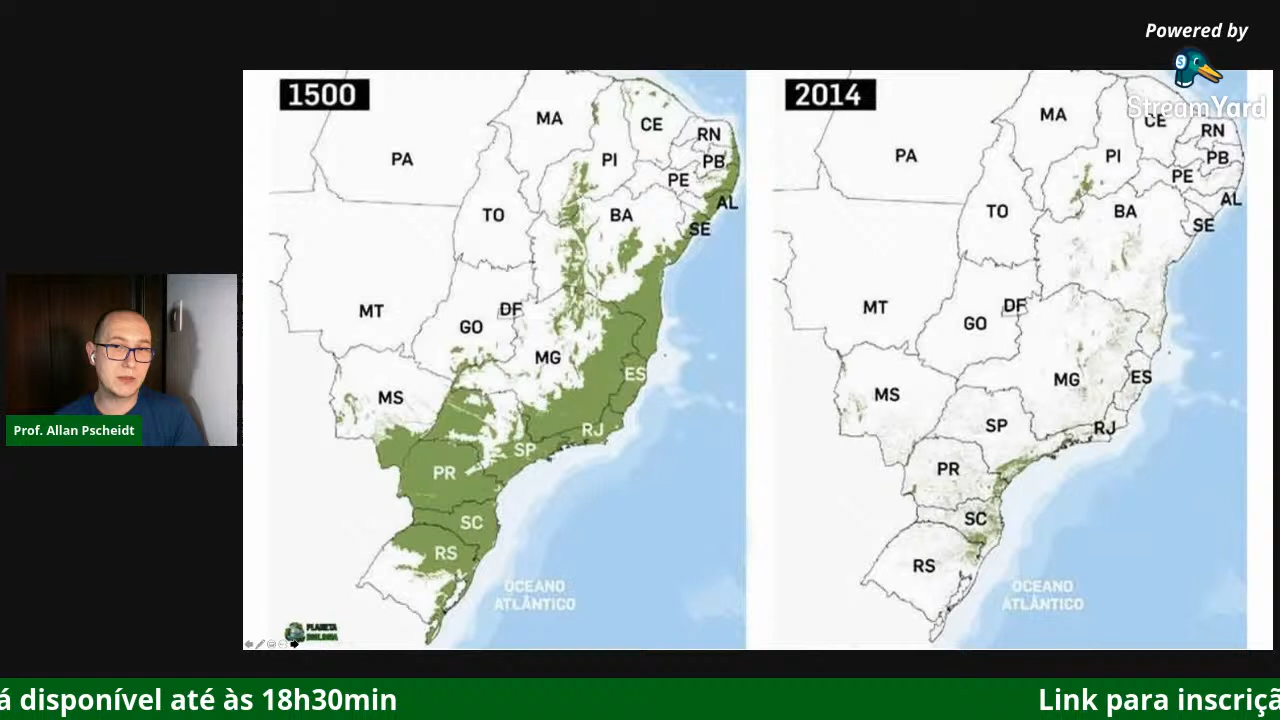 Powered by
StreamYard
1500
MA
CE
RN
PA
PI
PB
PE
TO
BA
AL
SE
MT
DF
GO
MG
ES
MS
RJ
SP
PR
SC
RS
OCEANO
ATLÂNTICO
PLANETA
2014
MA
CE
RN
PA
PI
PB
PE
TO
BA
AL
SE
MT
DF
GO
MG
ES
MS
SP
RJ
PR
SC
RS
OCEANO
ATLÂNTICO
Prof. Allan Pscheidt
á disponível até às 18h30min
Link para inscriçã